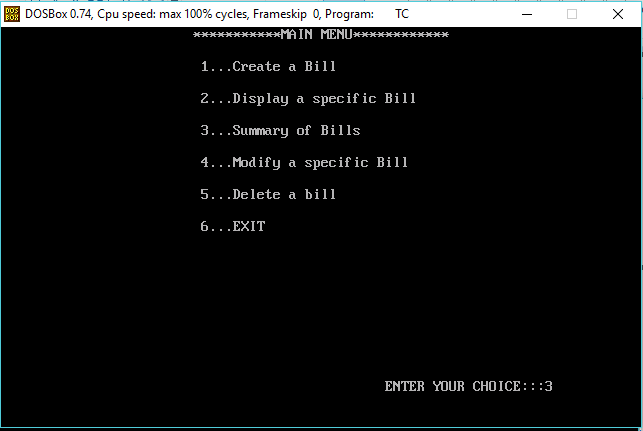 DOSBox 0.74, Cpu speed: max 100% cycles, Frameskip 0, Program: TC
***********MAIN MENU************
1...Create a Bill
2...Display a specific Bill
3...Summary of Bills
4...Modify a specific Bill
5...Delete a bill
6...EXIT
ENTER YOUR CHOICE:::3